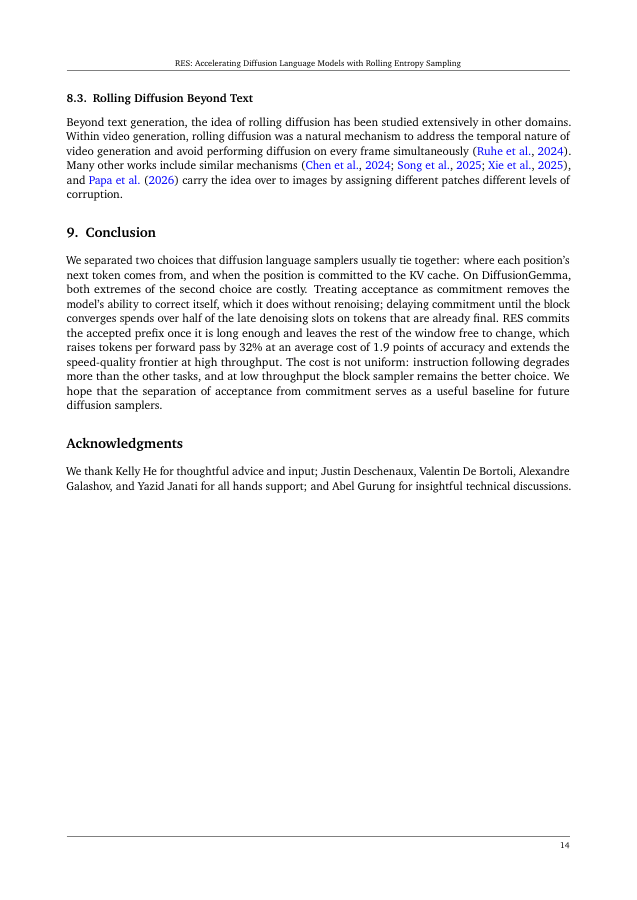 RES: Accelerating Diffusion Language Models with Rolling Entropy Sampling
8.3. Rolling Diffusion Beyond Text
Beyond text generation, the idea of rolling diffusion has been studied extensively in other domains.
Within video generation, rolling diffusion was a natural mechanism to address the temporal nature of
video generation and avoid performing diffusion on every frame simultaneously (Ruhe et al., 2024).
Many other works include similar mechanisms (Chen et al., 2024; Song et al., 2025; Xie et al., 2025),
and Papa et al. (2026) carry the idea over to images by assigning different patches different levels of
corruption.
9. Conclusion
We separated two choices that diffusion language samplers usually tie together: where each position's
next token comes from, and when the position is committed to the KV cache. On DiffusionGemma,
both extremes of the second choice are costly. Treating acceptance as commitment removes the
model's ability to correct itself, which it does without renoising; delaying commitment until the block
converges spends over half of the late denoising slots on tokens that are already final. RES commits
the accepted prefix once it is long enough and leaves the rest of the window free to change, which
raises tokens per forward pass by 32% at an average cost of 1.9 points of accuracy and extends the
speed-quality frontier at high throughput. The cost is not uniform: instruction following degrades
more than the other tasks, and at low throughput the block sampler remains the better choice. We
hope that the separation of acceptance from commitment serves as a useful baseline for future
diffusion samplers.
Acknowledgments
We thank Kelly He for thoughtful advice and input; Justin Deschenaux, Valentin De Bortoli, Alexandre
Galashov, and Yazid Janati for all hands support; and Abel Gurung for insightful technical discussions.
14